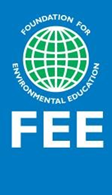 FOUNDATION FOR
ENVIRONMENTAL EDUCATION
FEE